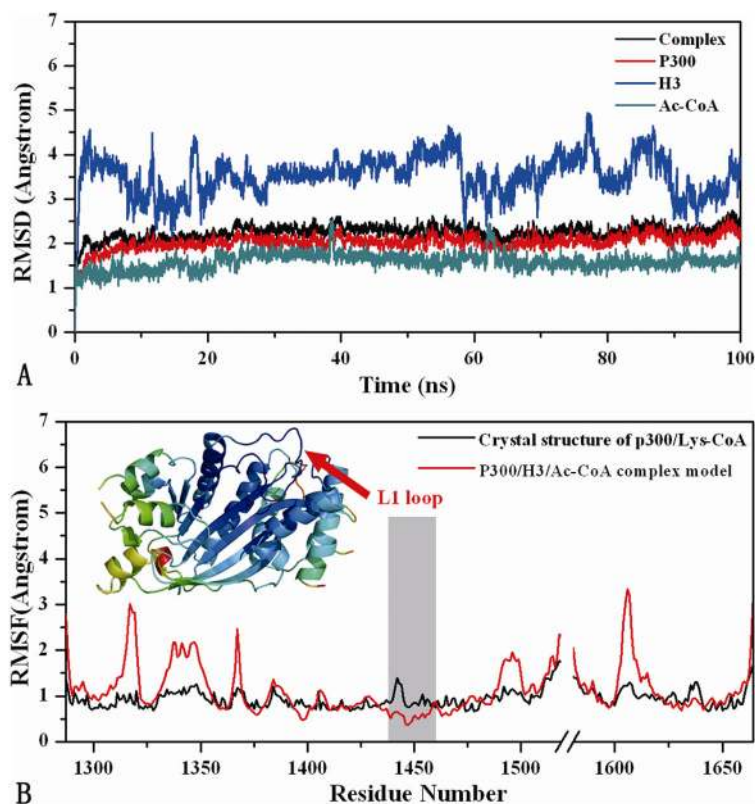 7
6
5
4
3
2
1
0
RMSD (Angstrom)
Complex
P300
H3
Ac-CoA
0 20 40 60 80 100
Time (ns)
A
7
6
5
4
3
2
1
0
RMSF(Angstrom)
Crystal structure of p300/Lys-CoA
P300/H3/Ac-CoA complex model
L1 loop
1300 1350 1400 1450 1500 1600 1650
Residue Number
B